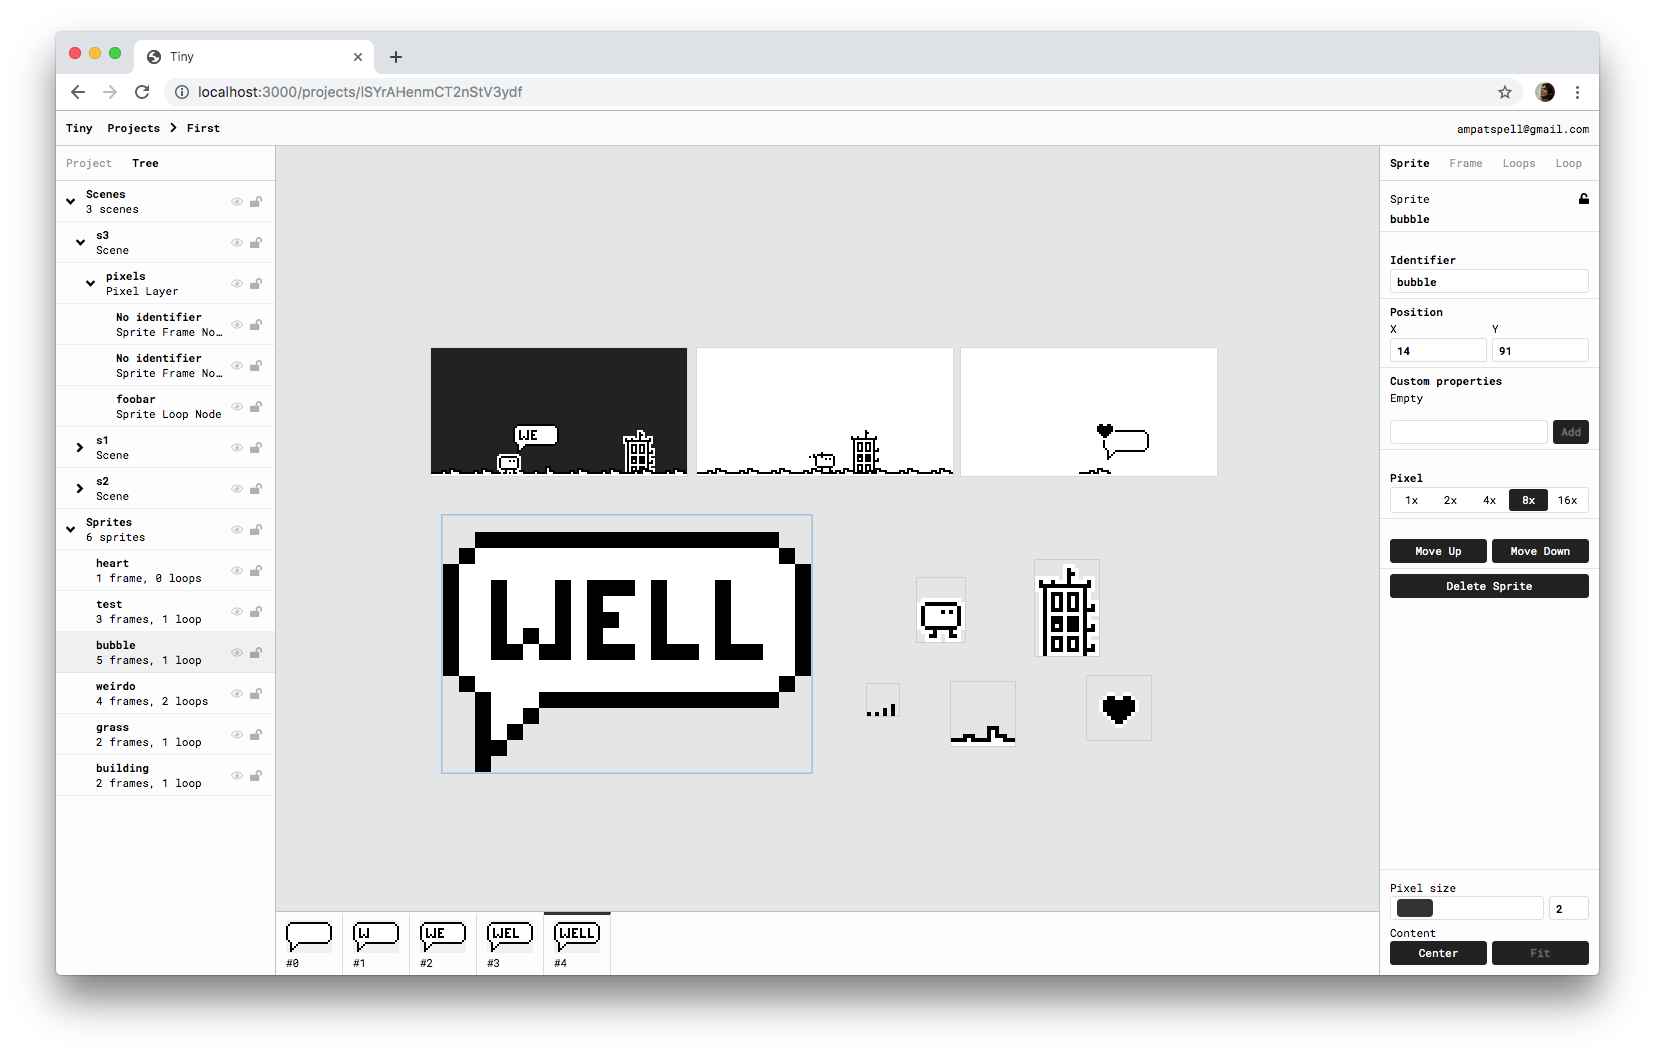 Tiny
localhost:3000/projects/lSYrAHenmCT2nStV3ydf
Tiny Projects First
ampatspell@gmail.com
Project Tree
Scenes
3 scenes
s3
Scene
pixels
Pixel Layer
No identifier
Sprite Frame No…
No identifier
Sprite Frame No…
foobar
Sprite Loop Node
s1
Scene
s2
Scene
Sprites
6 sprites
heart
1 frame, 0 loops
test
3 frames, 1 loop
bubble
5 frames, 1 loop
weirdo
4 frames, 2 loops
grass
2 frames, 1 loop
building
2 frames, 1 loop
WE
WELL
#0
W
#1
WE
#2
WEL
#3
WELL
#4
Sprite Frame Loops Loop
Sprite
bubble
Identifier
bubble
Position
X Y
14 91
Custom properties
Empty
Add
Pixel
1x 2x 4x 8x 16x
Move Up Move Down
Delete Sprite
Pixel size
2
Content
Center Fit